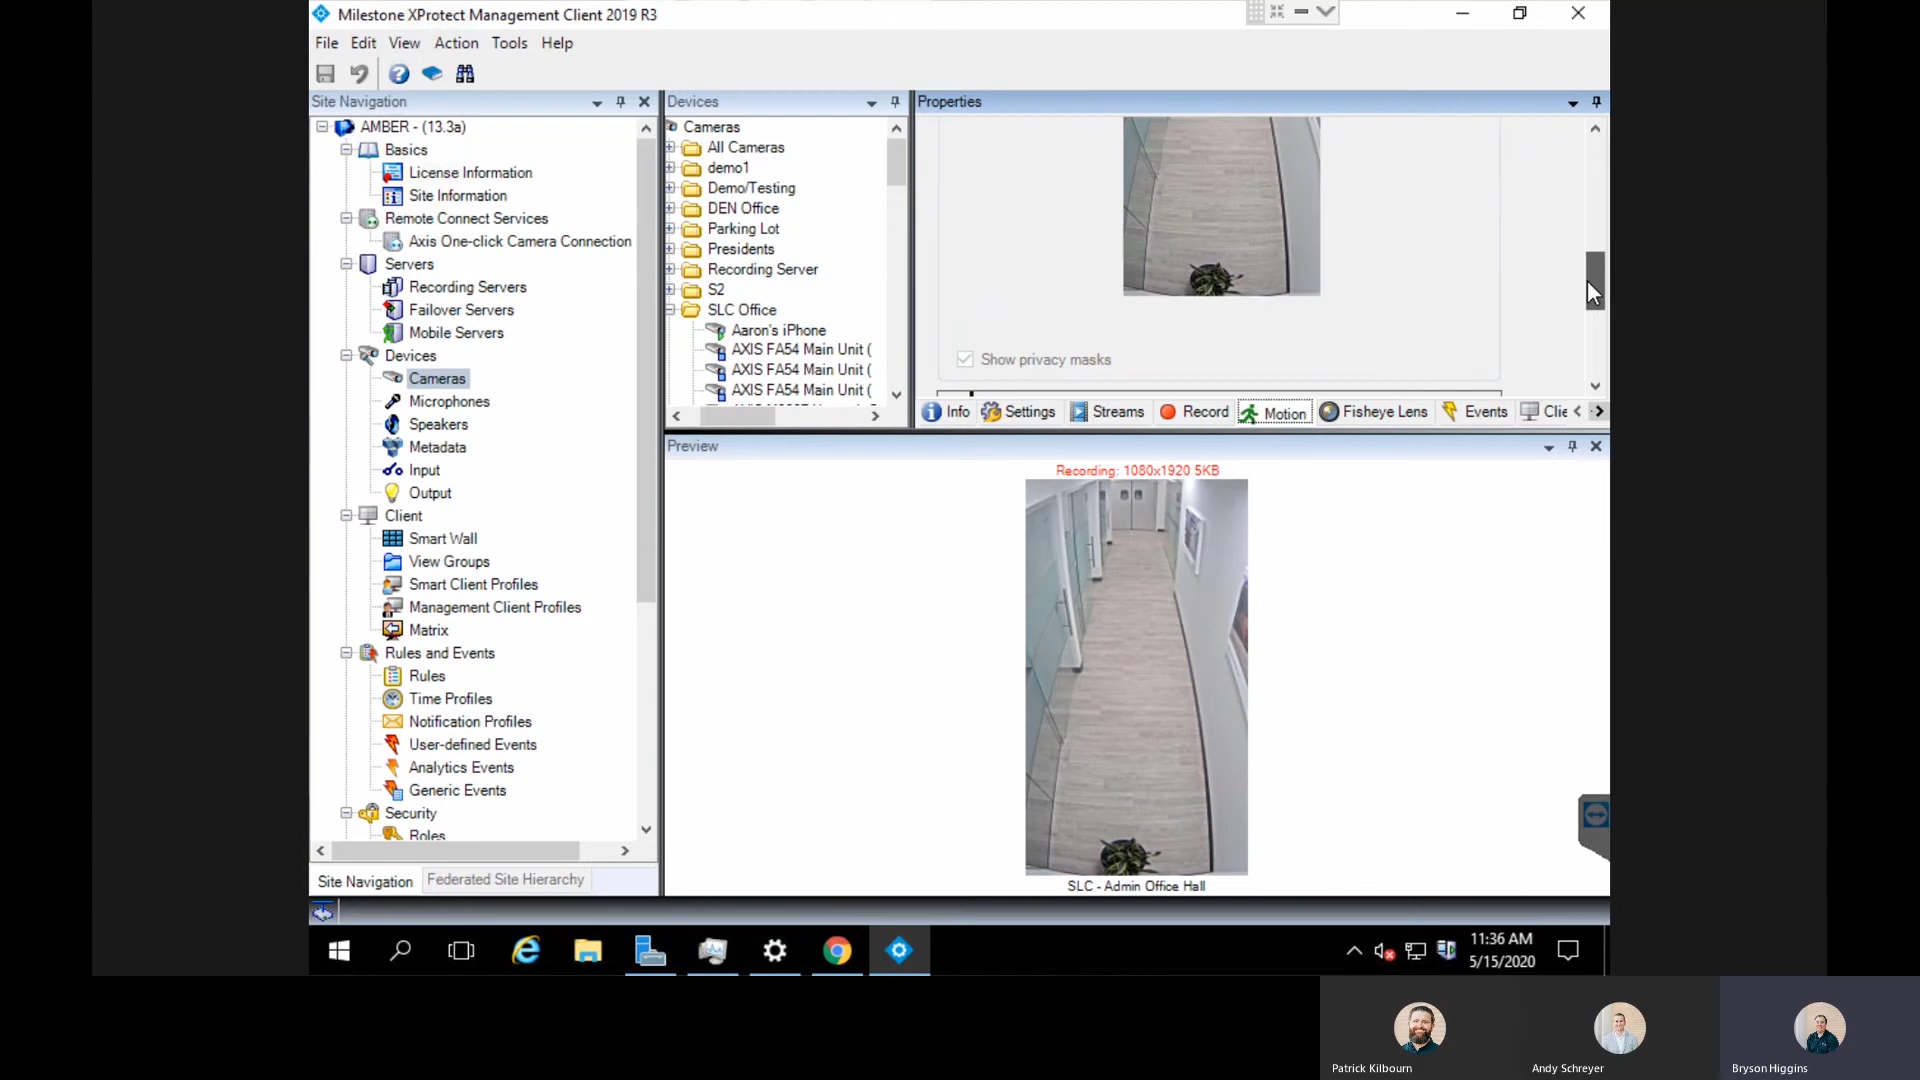 Milestone XProtect Management Client 2019 R3
File Edit View Action Tools Help
Site Navigation
AMBER - (13.3a)
Basics
License Information
Site Information
Remote Connect Services
Axis One-click Camera Connection
Servers
Recording Servers
Failover Servers
Mobile Servers
Devices
Cameras
Microphones
Speakers
Metadata
Input
Output
Client
Smart Wall
View Groups
Smart Client Profiles
Management Client Profiles
Matrix
Rules and Events
Rules
Time Profiles
Notification Profiles
User-defined Events
Analytics Events
Generic Events
Security
Roles
Site Navigation Federated Site Hierarchy
Devices
Cameras
All Cameras
demo1
Demo/Testing
DEN Office
Parking Lot
Presidents
Recording Server
S2
SLC Office
Aaron's iPhone
AXIS FA54 Main Unit (
AXIS FA54 Main Unit (
AXIS FA54 Main Unit (
Properties
Show privacy masks
Info Settings Streams Record Motion Fisheye Lens Events Clie
Preview
Recording: 1080x1920 5KB
SLC - Admin Office Hall
11:36 AM
5/15/2020
Patrick Kilbourn Andy Schreyer Bryson Higgins